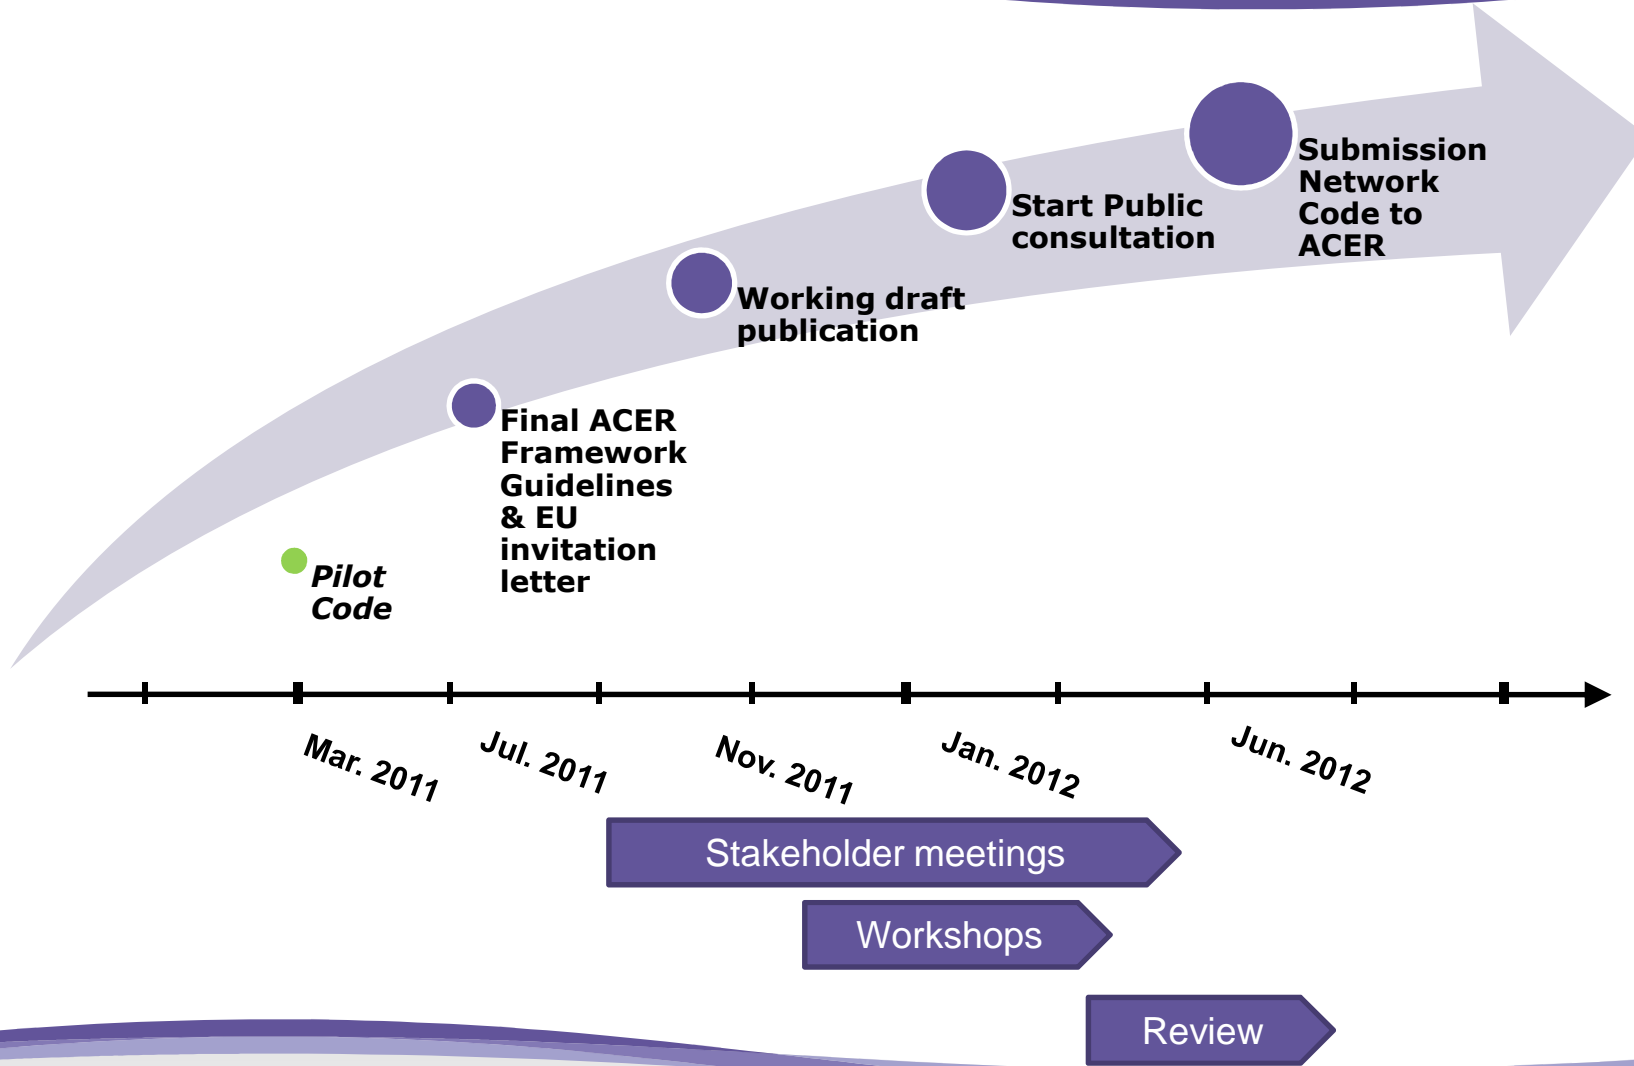 Submission
Network
Code to
ACER
Start Public
consultation
Working draft
publication
Final ACER
Framework
Guidelines
& EU
invitation
letter
Pilot
Code
Mar. 2011
Jul. 2011
Nov. 2011
Jan. 2012
Jun. 2012
Stakeholder meetings
Workshops
Review